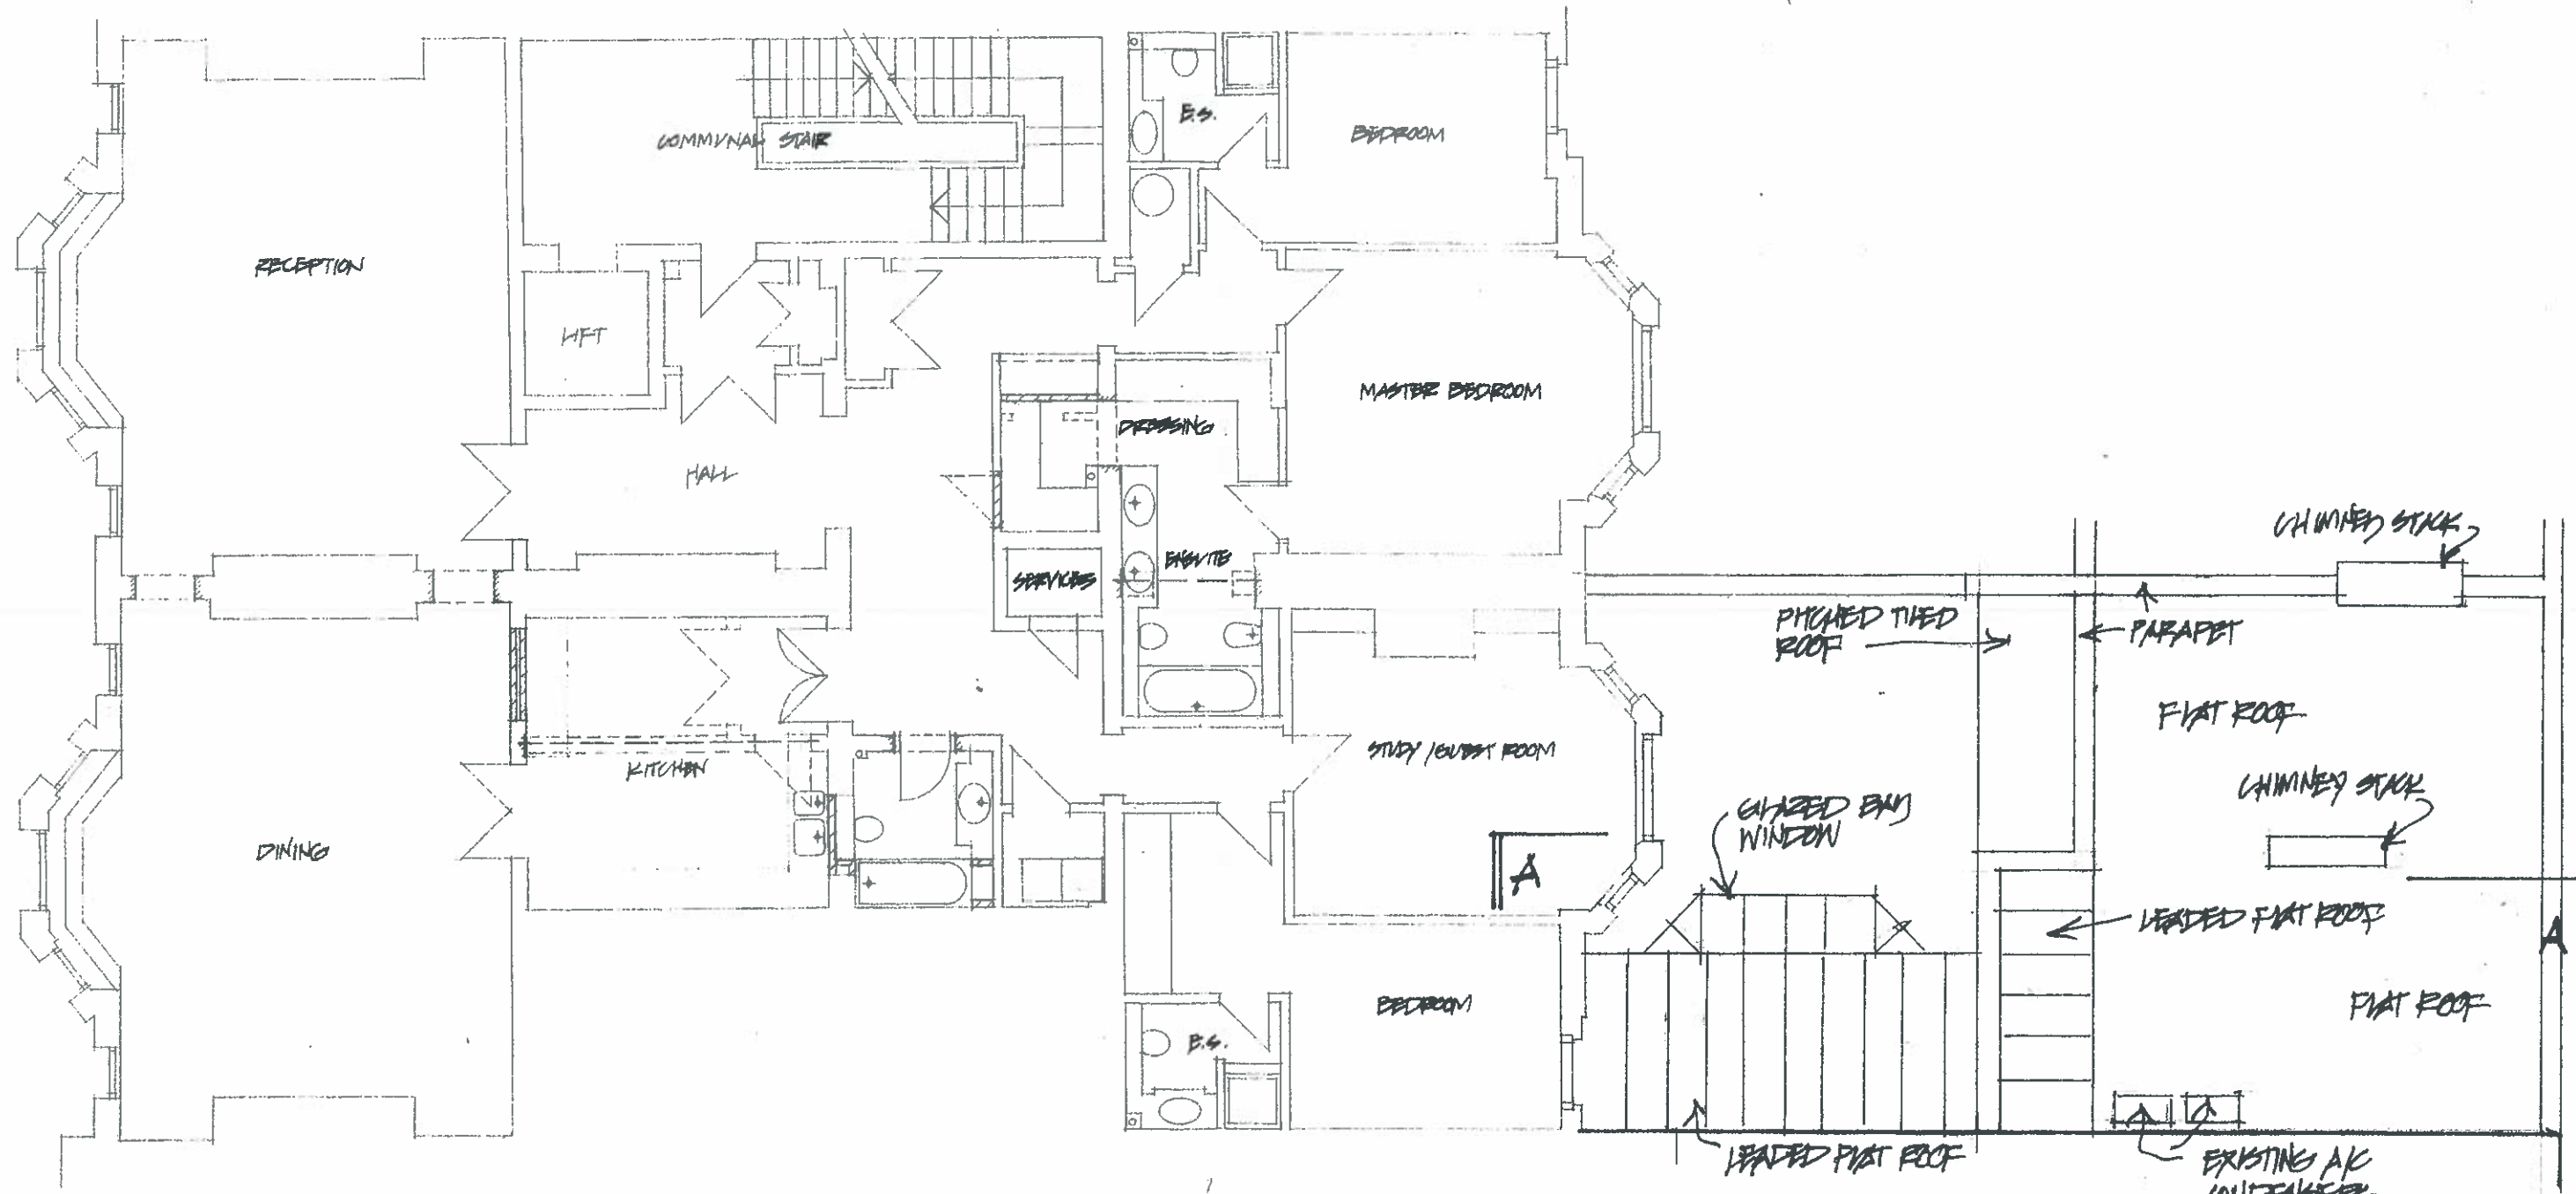 E.S.
BEDROOM
COMMUNAL STAIR
RECEPTION
LIFT
MASTER BEDROOM
DRESSING
HALL
CHIMNEY STACK
ENSUITE
SERVICES
PITCHED TILED
ROOF
PARAPET
FLAT ROOF
STUDY / GUEST ROOM
KITCHEN
CHIMNEY STACK
GLAZED BAY
WINDOW
DINING
A
LEADED FLAT ROOF
A
BEDROOM
FLAT ROOF
E.S.
LEADED FLAT ROOF
EXISTING A/C